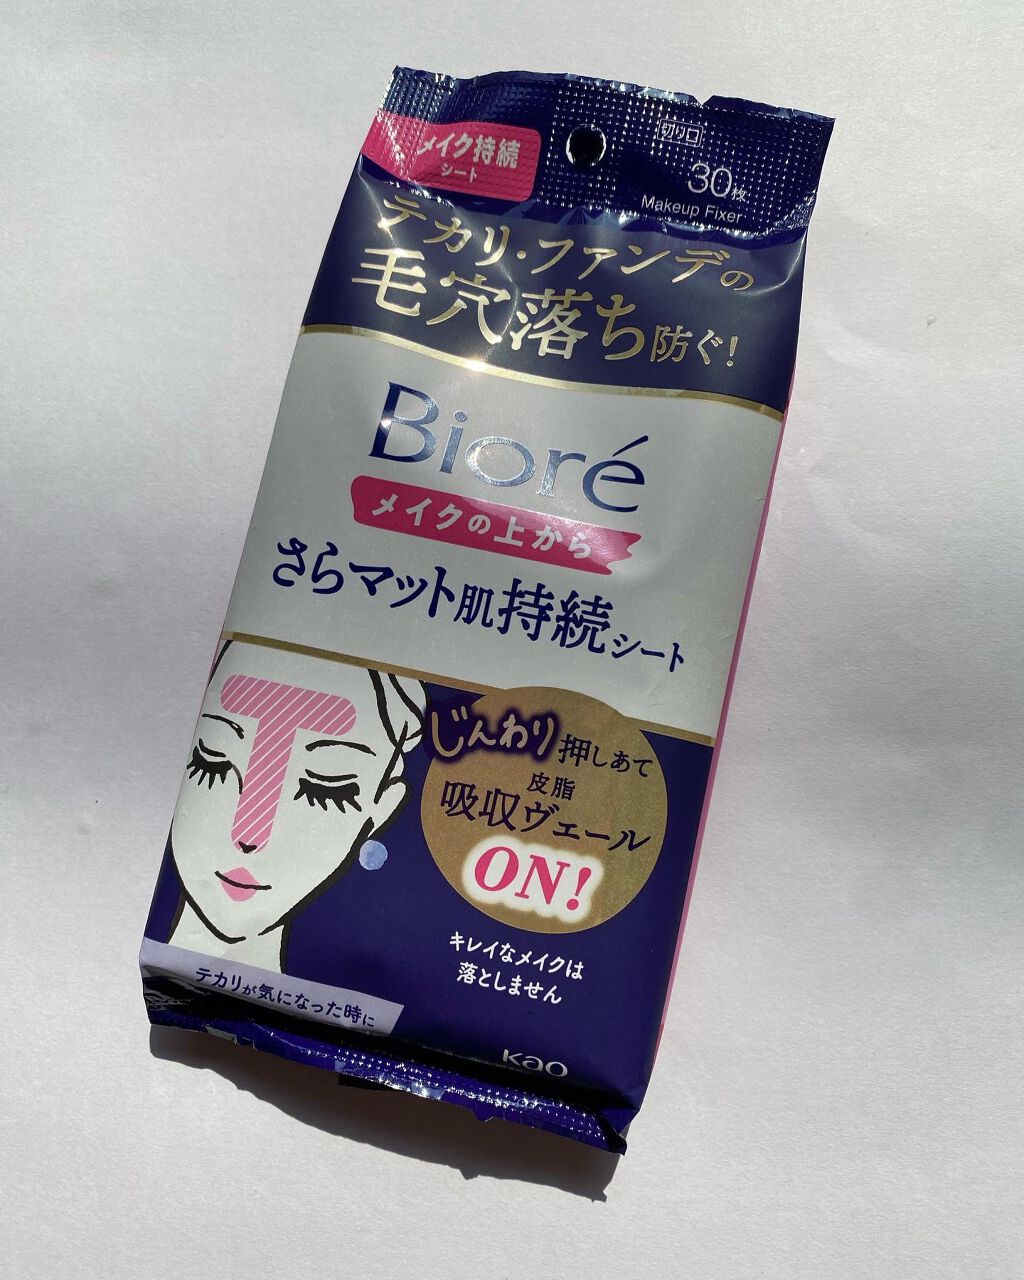 メイク持続
シート
切り口
30枚
Makeup Fixer
テカリ・ファンデの
毛穴落ち防ぐ!
Bioré
メイクの上から
さらマット肌持続シート
T
じんわり押しあて
皮脂
吸収ヴェール
ON!
キレイなメイクは
落としません
テカリが気になった時に
Kao